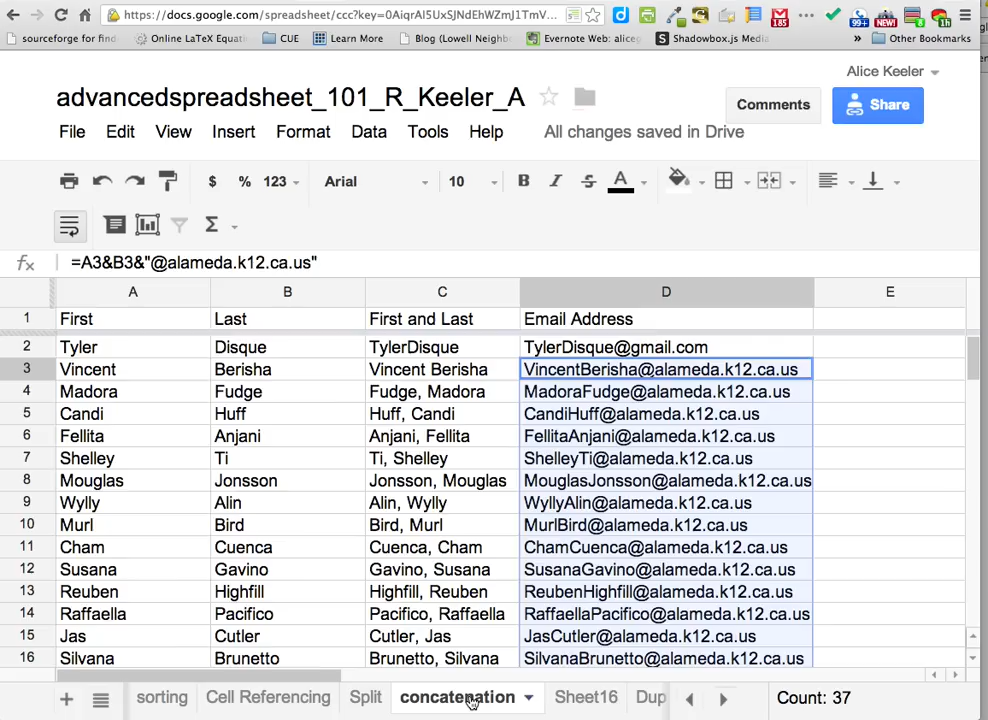 https://docs.google.com/spreadsheet/ccc?key=0AiqrAl5UxSJNdEhWZmJ1TmV... 185 99+ NEW! 8 1h
sourceforge for find Online LaTeX Equati CUE Learn More Blog (Lowell Neighb Evernote Web: aliceg Shadowbox.js Media » Other Bookmarks
Alice Keeler
advancedspreadsheet_101_R_Keeler_A Comments Share
File Edit View Insert Format Data Tools Help All changes saved in Drive
$ % 123 Arial 10 B I S A
Σ
fx =A3&B3&"@alameda.k12.ca.us"
A B C D E
1 First Last First and Last Email Address
2 Tyler Disque TylerDisque TylerDisque@gmail.com
3 Vincent Berisha Vincent Berisha VincentBerisha@alameda.k12.ca.us
4 Madora Fudge Fudge, Madora MadoraFudge@alameda.k12.ca.us
5 Candi Huff Huff, Candi CandiHuff@alameda.k12.ca.us
6 Fellita Anjani Anjani, Fellita FellitaAnjani@alameda.k12.ca.us
7 Shelley Ti Ti, Shelley ShelleyTi@alameda.k12.ca.us
8 Mouglas Jonsson Jonsson, Mouglas MouglasJonsson@alameda.k12.ca.us
9 Wylly Alin Alin, Wylly WyllyAlin@alameda.k12.ca.us
10 Murl Bird Bird, Murl MurlBird@alameda.k12.ca.us
11 Cham Cuenca Cuenca, Cham ChamCuenca@alameda.k12.ca.us
12 Susana Gavino Gavino, Susana SusanaGavino@alameda.k12.ca.us
13 Reuben Highfill Highfill, Reuben ReubenHighfill@alameda.k12.ca.us
14 Raffaella Pacifico Pacifico, Raffaella RaffaellaPacifico@alameda.k12.ca.us
15 Jas Cutler Cutler, Jas JasCutler@alameda.k12.ca.us
16 Silvana Brunetto Brunetto, Silvana SilvanaBrunetto@alameda.k12.ca.us
sorting Cell Referencing Split concatenation Sheet16 Dup Count: 37